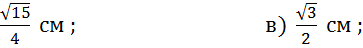 √15/4 см ; в) √3/2 см ;